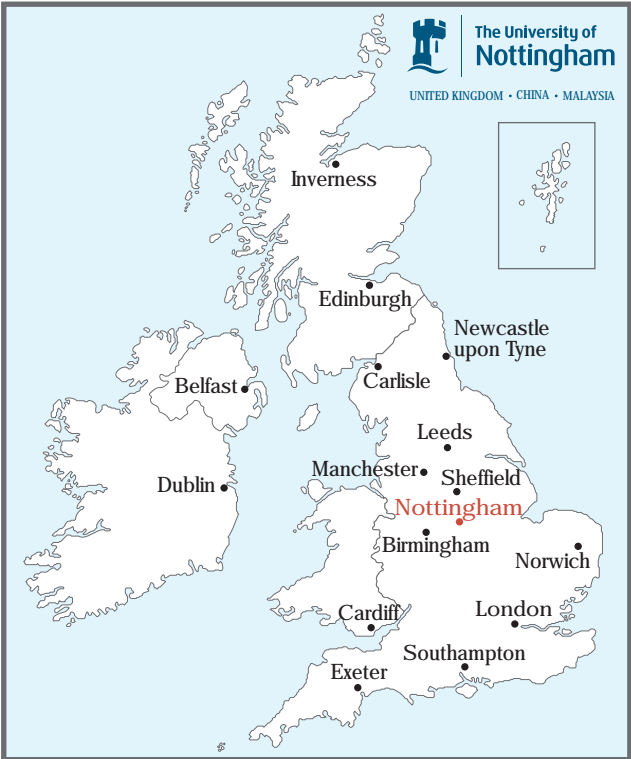 The University of
Nottingham
UNITED KINGDOM • CHINA • MALAYSIA
Inverness
Edinburgh
Newcastle
upon Tyne
Carlisle
Belfast
Leeds
Manchester
Sheffield
Dublin
Nottingham
Birmingham
Norwich
Cardiff
London
Southampton
Exeter